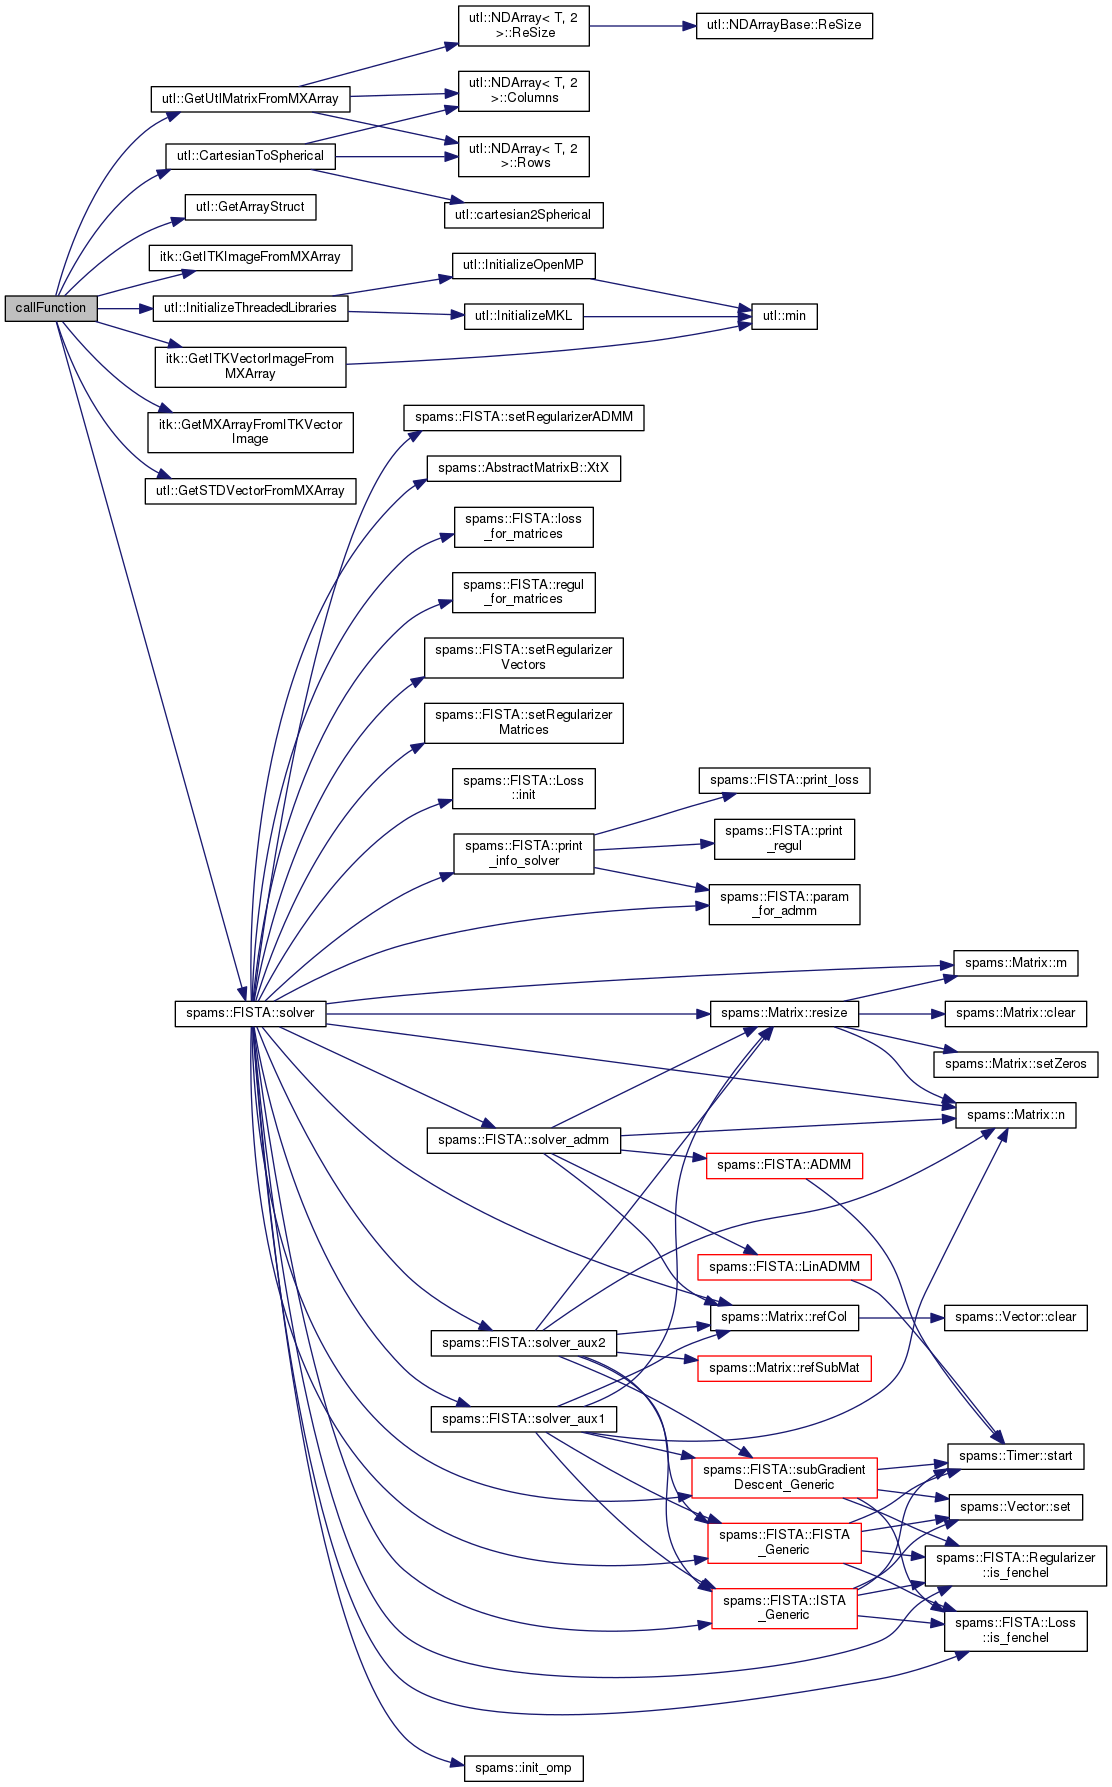 utl::NDArray< T, 2
>::ReSize
utl::NDArrayBase::ReSize
utl::NDArray< T, 2
>::Columns
utl::GetUtlMatrixFromMXArray
utl::NDArray< T, 2
>::Rows
utl::CartesianToSpherical
utl::GetArrayStruct
utl::cartesian2Spherical
itk::GetITKImageFromMXArray
utl::InitializeOpenMP
callFunction
utl::InitializeThreadedLibraries
utl::InitializeMKL
utl::min
itk::GetITKVectorImageFrom
MXArray
itk::GetMXArrayFromITKVector
Image
spams::FISTA::setRegularizerADMM
spams::AbstractMatrixB::XtX
utl::GetSTDVectorFromMXArray
spams::FISTA::loss
_for_matrices
spams::FISTA::regul
_for_matrices
spams::FISTA::setRegularizer
Vectors
spams::FISTA::setRegularizer
Matrices
spams::FISTA::Loss
::init
spams::FISTA::print_loss
spams::FISTA::print
_info_solver
spams::FISTA::print
_regul
spams::FISTA::param
_for_admm
spams::Matrix::m
spams::FISTA::solver
spams::Matrix::resize
spams::Matrix::clear
spams::Matrix::setZeros
spams::Matrix::n
spams::FISTA::solver_admm
spams::FISTA::ADMM
spams::FISTA::LinADMM
spams::Matrix::refCol
spams::Vector::clear
spams::FISTA::solver_aux2
spams::Matrix::refSubMat
spams::FISTA::solver_aux1
spams::Timer::start
spams::FISTA::subGradient
Descent_Generic
spams::Vector::set
spams::FISTA::FISTA
_Generic
spams::FISTA::Regularizer
::is_fenchel
spams::FISTA::ISTA
_Generic
spams::FISTA::Loss
::is_fenchel
spams::init_omp